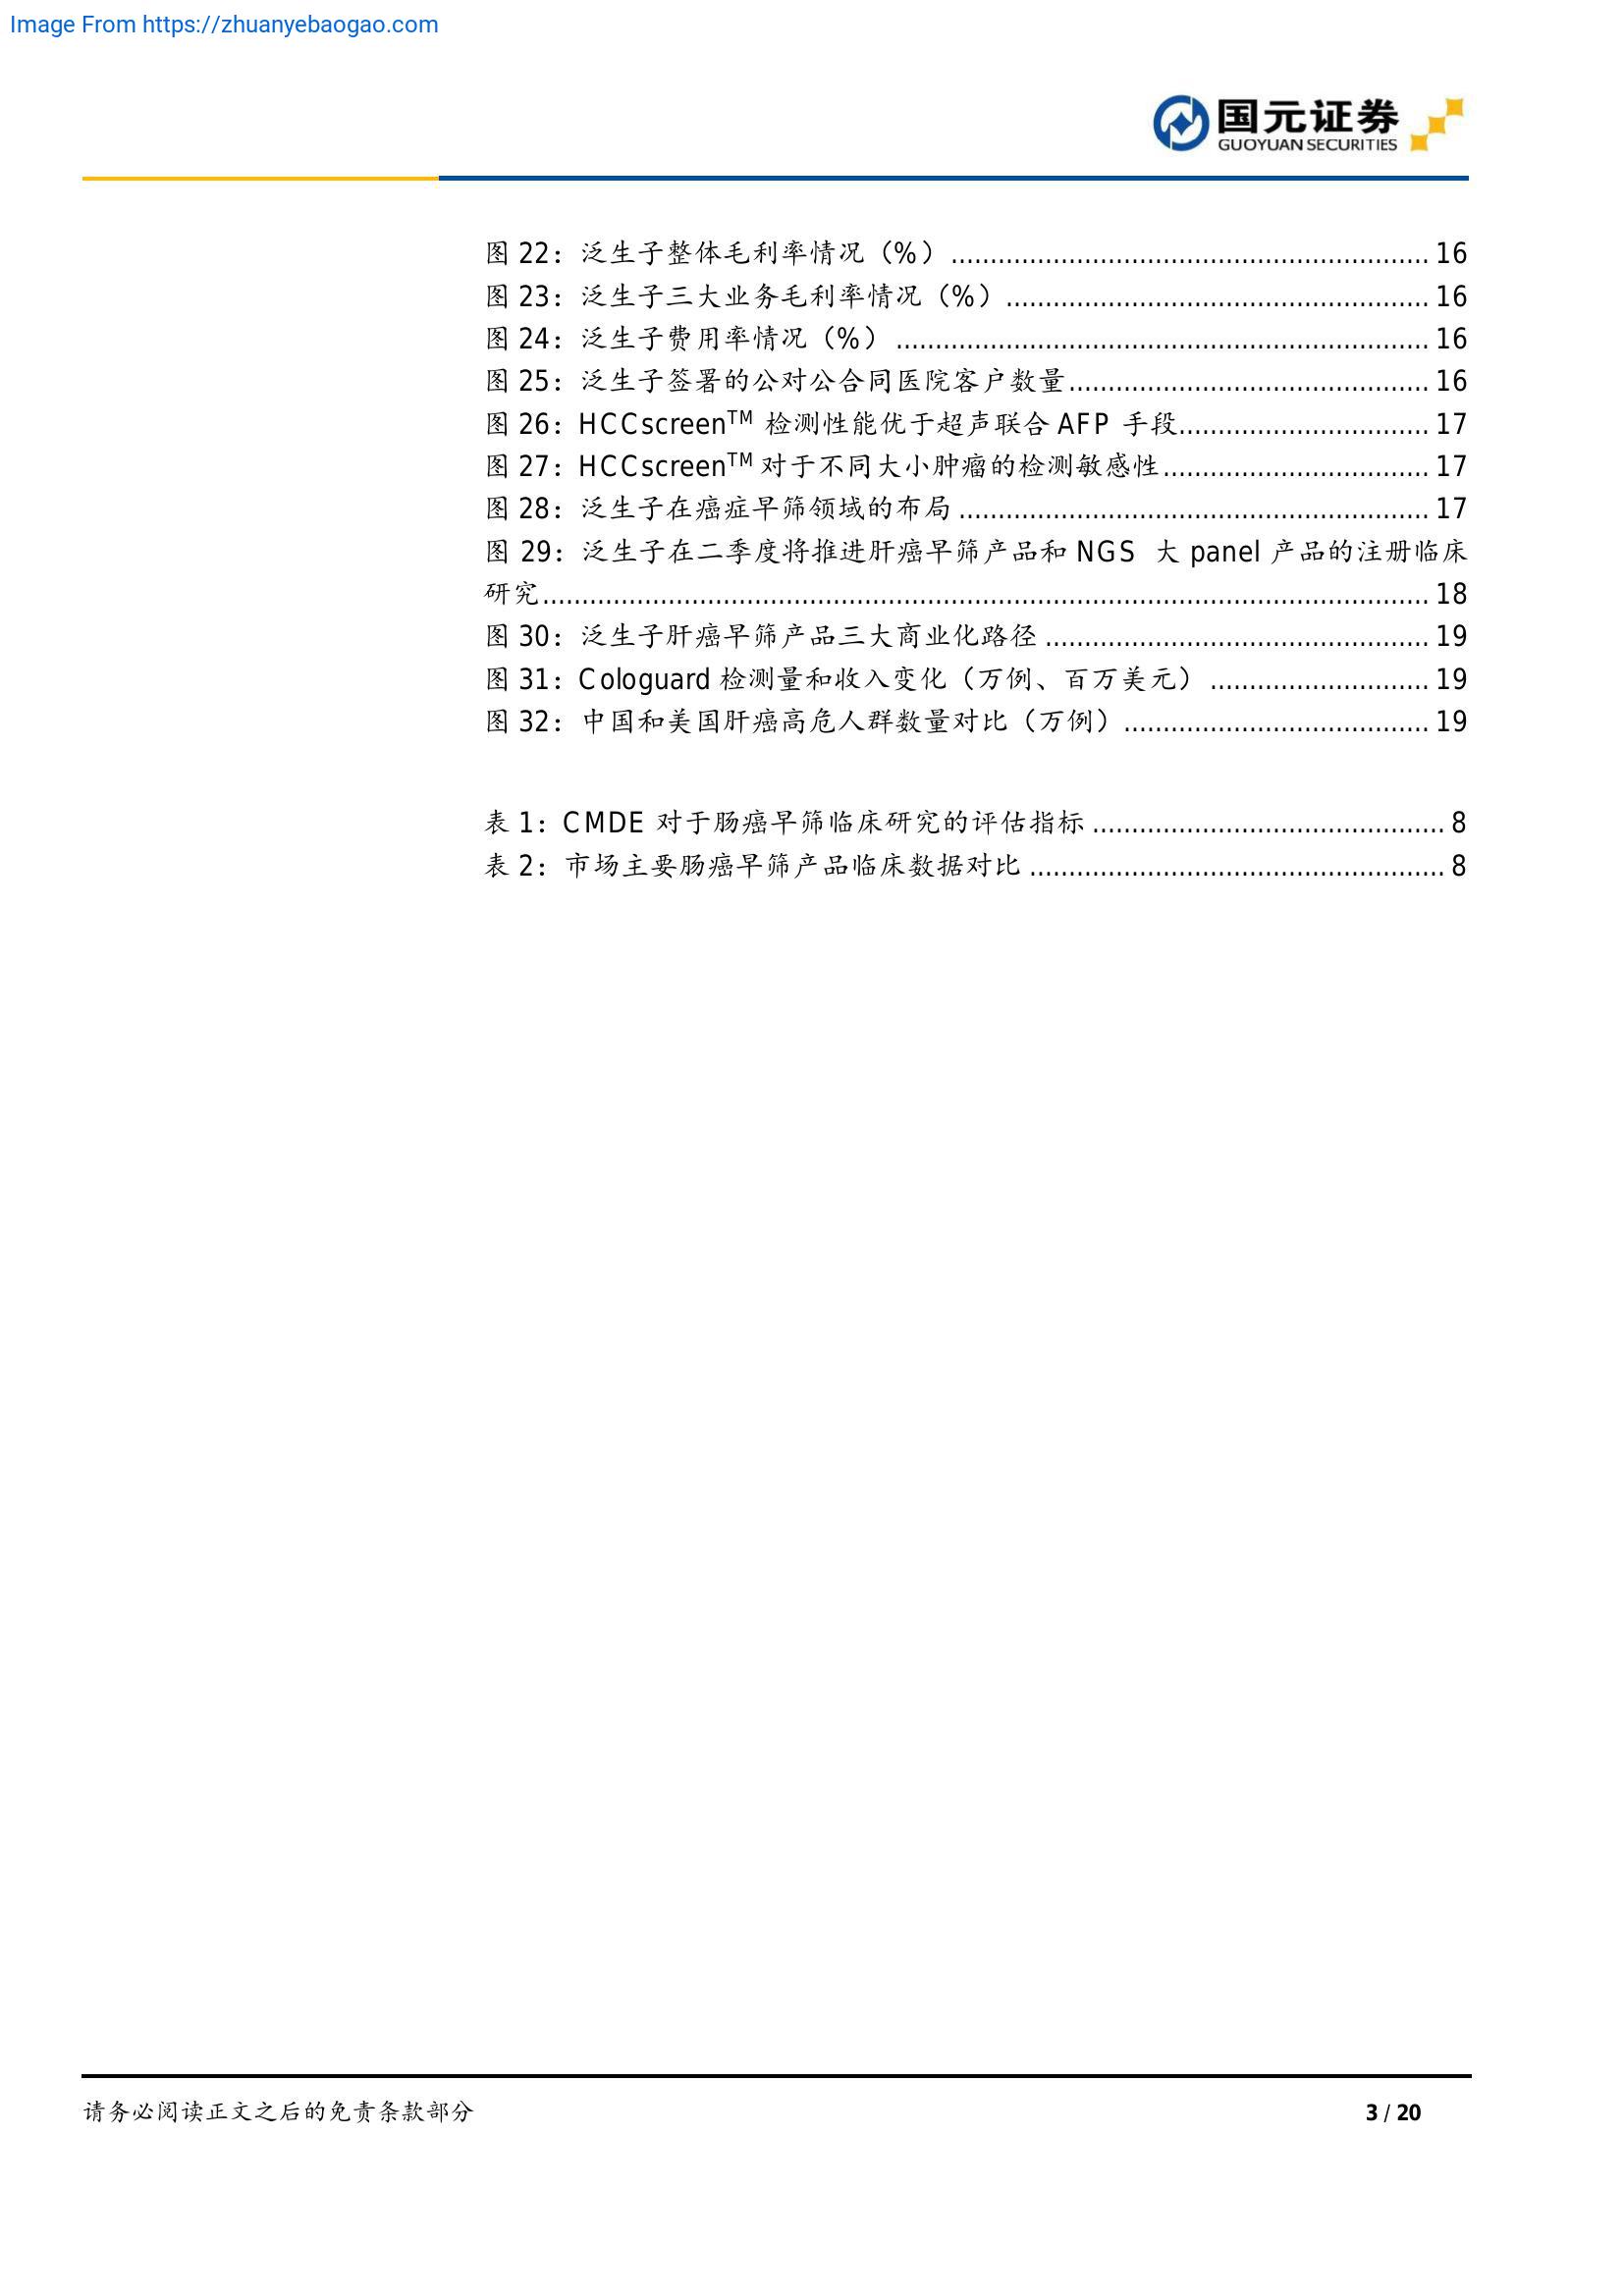 Image From https://zhuanyebaogao.com
国元证券
GUOYUAN SECURITIES
图 22：泛生子整体毛利率情况（%）............................................................. 16
图 23：泛生子三大业务毛利率情况（%）...................................................... 16
图 24：泛生子费用率情况（%）.................................................................... 16
图 25：泛生子签署的公对公合同医院客户数量.............................................. 16
图 26：HCCscreenTM 检测性能优于超声联合 AFP 手段................................ 17
图 27：HCCscreenTM 对于不同大小肿瘤的检测敏感性.................................. 17
图 28：泛生子在癌症早筛领域的布局............................................................ 17
图 29：泛生子在二季度将推进肝癌早筛产品和 NGS 大 panel 产品的注册临床
研究................................................................................................................. 18
图 30：泛生子肝癌早筛产品三大商业化路径................................................. 19
图 31：Cologuard 检测量和收入变化（万例、百万美元）............................ 19
图 32：中国和美国肝癌高危人群数量对比（万例）....................................... 19
表 1：CMDE 对于肠癌早筛临床研究的评估指标............................................. 8
表 2：市场主要肠癌早筛产品临床数据对比..................................................... 8
请务必阅读正文之后的免责条款部分
3 / 20